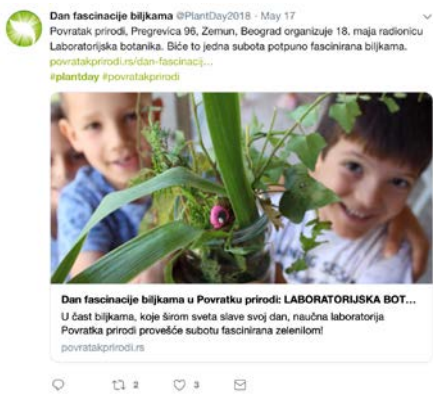 Dan fascinacije biljkama @PlantDay2018 · May 17
Povratak prirodi, Pregrevica 96, Zemun, Beograd organizuje 18. maja radionicu
Laboratorijska botanika. Biće to jedna subota potpuno fascinirana biljkama.
povratakprirodi.rs/dan-fascinacij...
#plantday #povratakprirodi
Dan fascinacije biljkama u Povratku prirodi: LABORATORIJSKA BOT...
U čast biljkama, koje širom sveta slave svoj dan, naučna laboratorija
Povratka prirodi provešće subotu fascinirana zelenilom!
povratakprirodi.rs
2 3